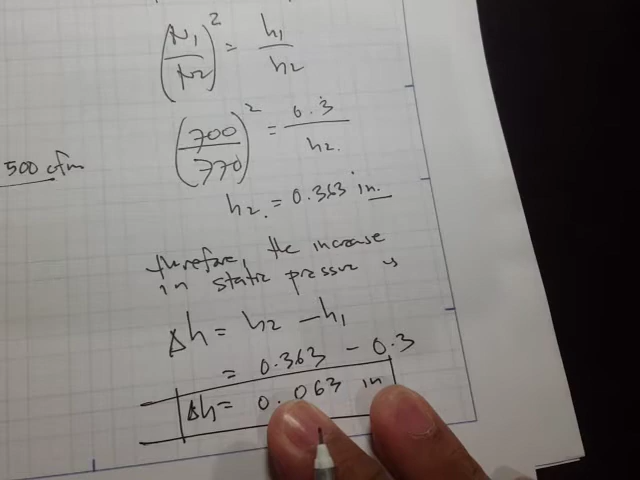 (N1/N2)² = h1/h2
500 cfm
(700/770)² = 0.3/h2
h2 = 0.363 in
therefore, the increase
in static pressure is
Δh = h2 - h1
= 0.363 - 0.3
Δh = 0.063 in